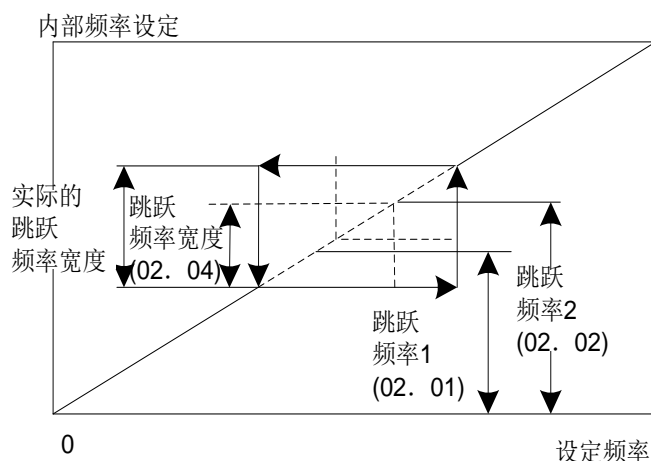 内部频率设定
实际的
跳跃
频率宽度
跳跃
频率宽度
(02. 04)
跳跃
频率1
(02. 01)
跳跃
频率2
(02. 02)
0
设定频率